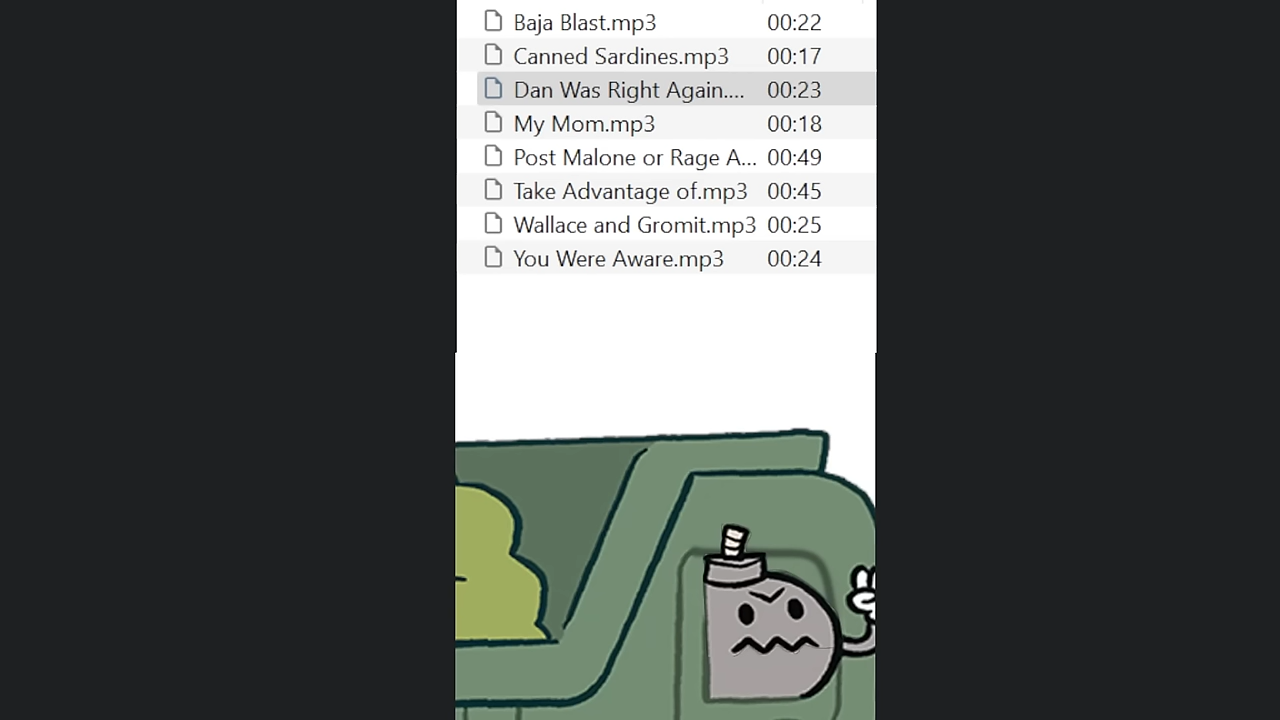 Baja Blast.mp3 00:22
Canned Sardines.mp3 00:17
Dan Was Right Again.... 00:23
My Mom.mp3 00:18
Post Malone or Rage A... 00:49
Take Advantage of.mp3 00:45
Wallace and Gromit.mp3 00:25
You Were Aware.mp3 00:24